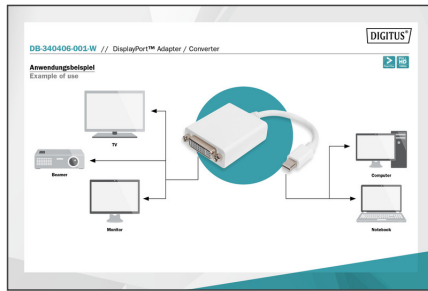 DIGITUS®
DB-340406-001-W // DisplayPort™ Adapter / Converter
Anwendungsbeispiel
Example of use
TV
Beamer
Monitor
Computer
Notebook